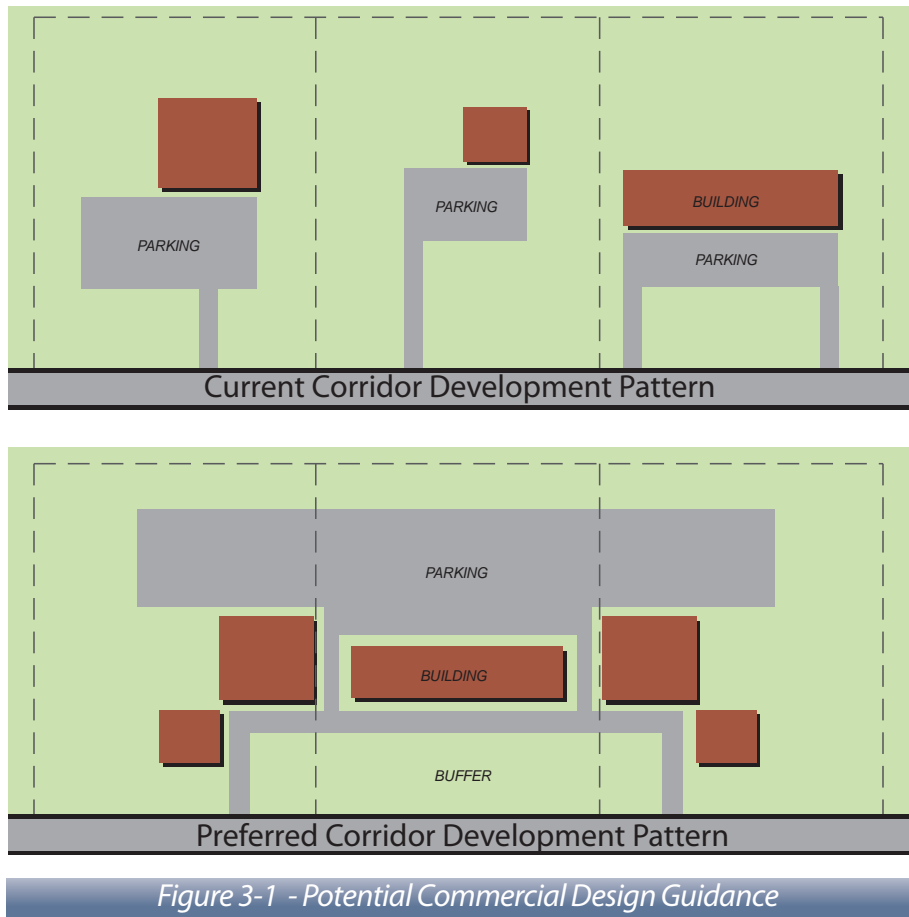 BUILDING
PARKING
PARKING
PARKING
Current Corridor Development Pattern
PARKING
BUILDING
BUFFER
Preferred Corridor Development Pattern
Figure 3-1 - Potential Commercial Design Guidance